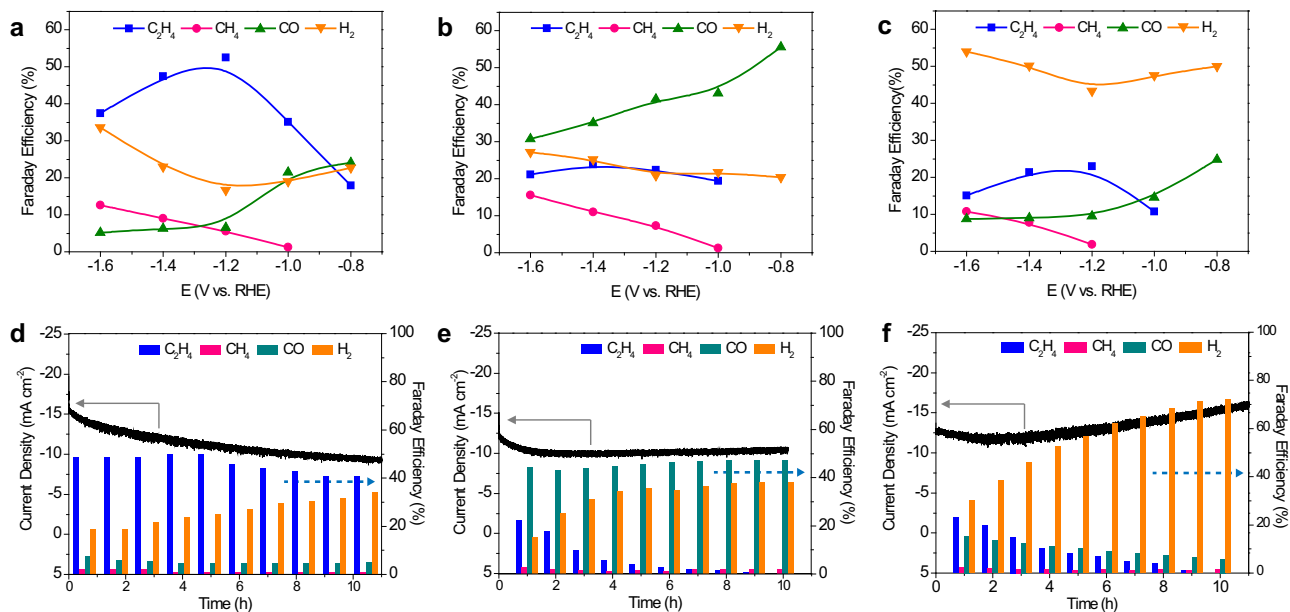 a
C₂H₄ CH₄ CO H₂
Faraday Efficiency (%)
60
50
40
30
20
10
0
-1.6 -1.4 -1.2 -1.0 -0.8
E (V vs. RHE)
b
C₂H₄ CH₄ CO H₂
Faraday Efficiency (%)
60
50
40
30
20
10
0
-1.6 -1.4 -1.2 -1.0 -0.8
E (V vs. RHE)
c
C₂H₄ CH₄ CO H₂
Faraday Efficiency(%)
60
50
40
30
20
10
0
-1.6 -1.4 -1.2 -1.0 -0.8
E (V vs. RHE)
d
C₂H₄ CH₄ CO H₂
Current Density (mA cm⁻²)
-25
-20
-15
-10
-5
0
5
0 2 4 6 8 10
Time (h)
100
80
60
40
20
0
Faraday Efficiency (%)
e
C₂H₄ CH₄ CO H₂
Current Density (mA cm⁻²)
-25
-20
-15
-10
-5
0
5
0 2 4 6 8 10
Time (h)
100
80
60
40
20
0
Faraday Efficiency (%)
f
C₂H₄ CH₄ CO H₂
Current Density (mA cm⁻²)
-25
-20
-15
-10
-5
0
5
0 2 4 6 8 10
Time (h)
100
80
60
40
20
0
Faraday Efficiency (%)